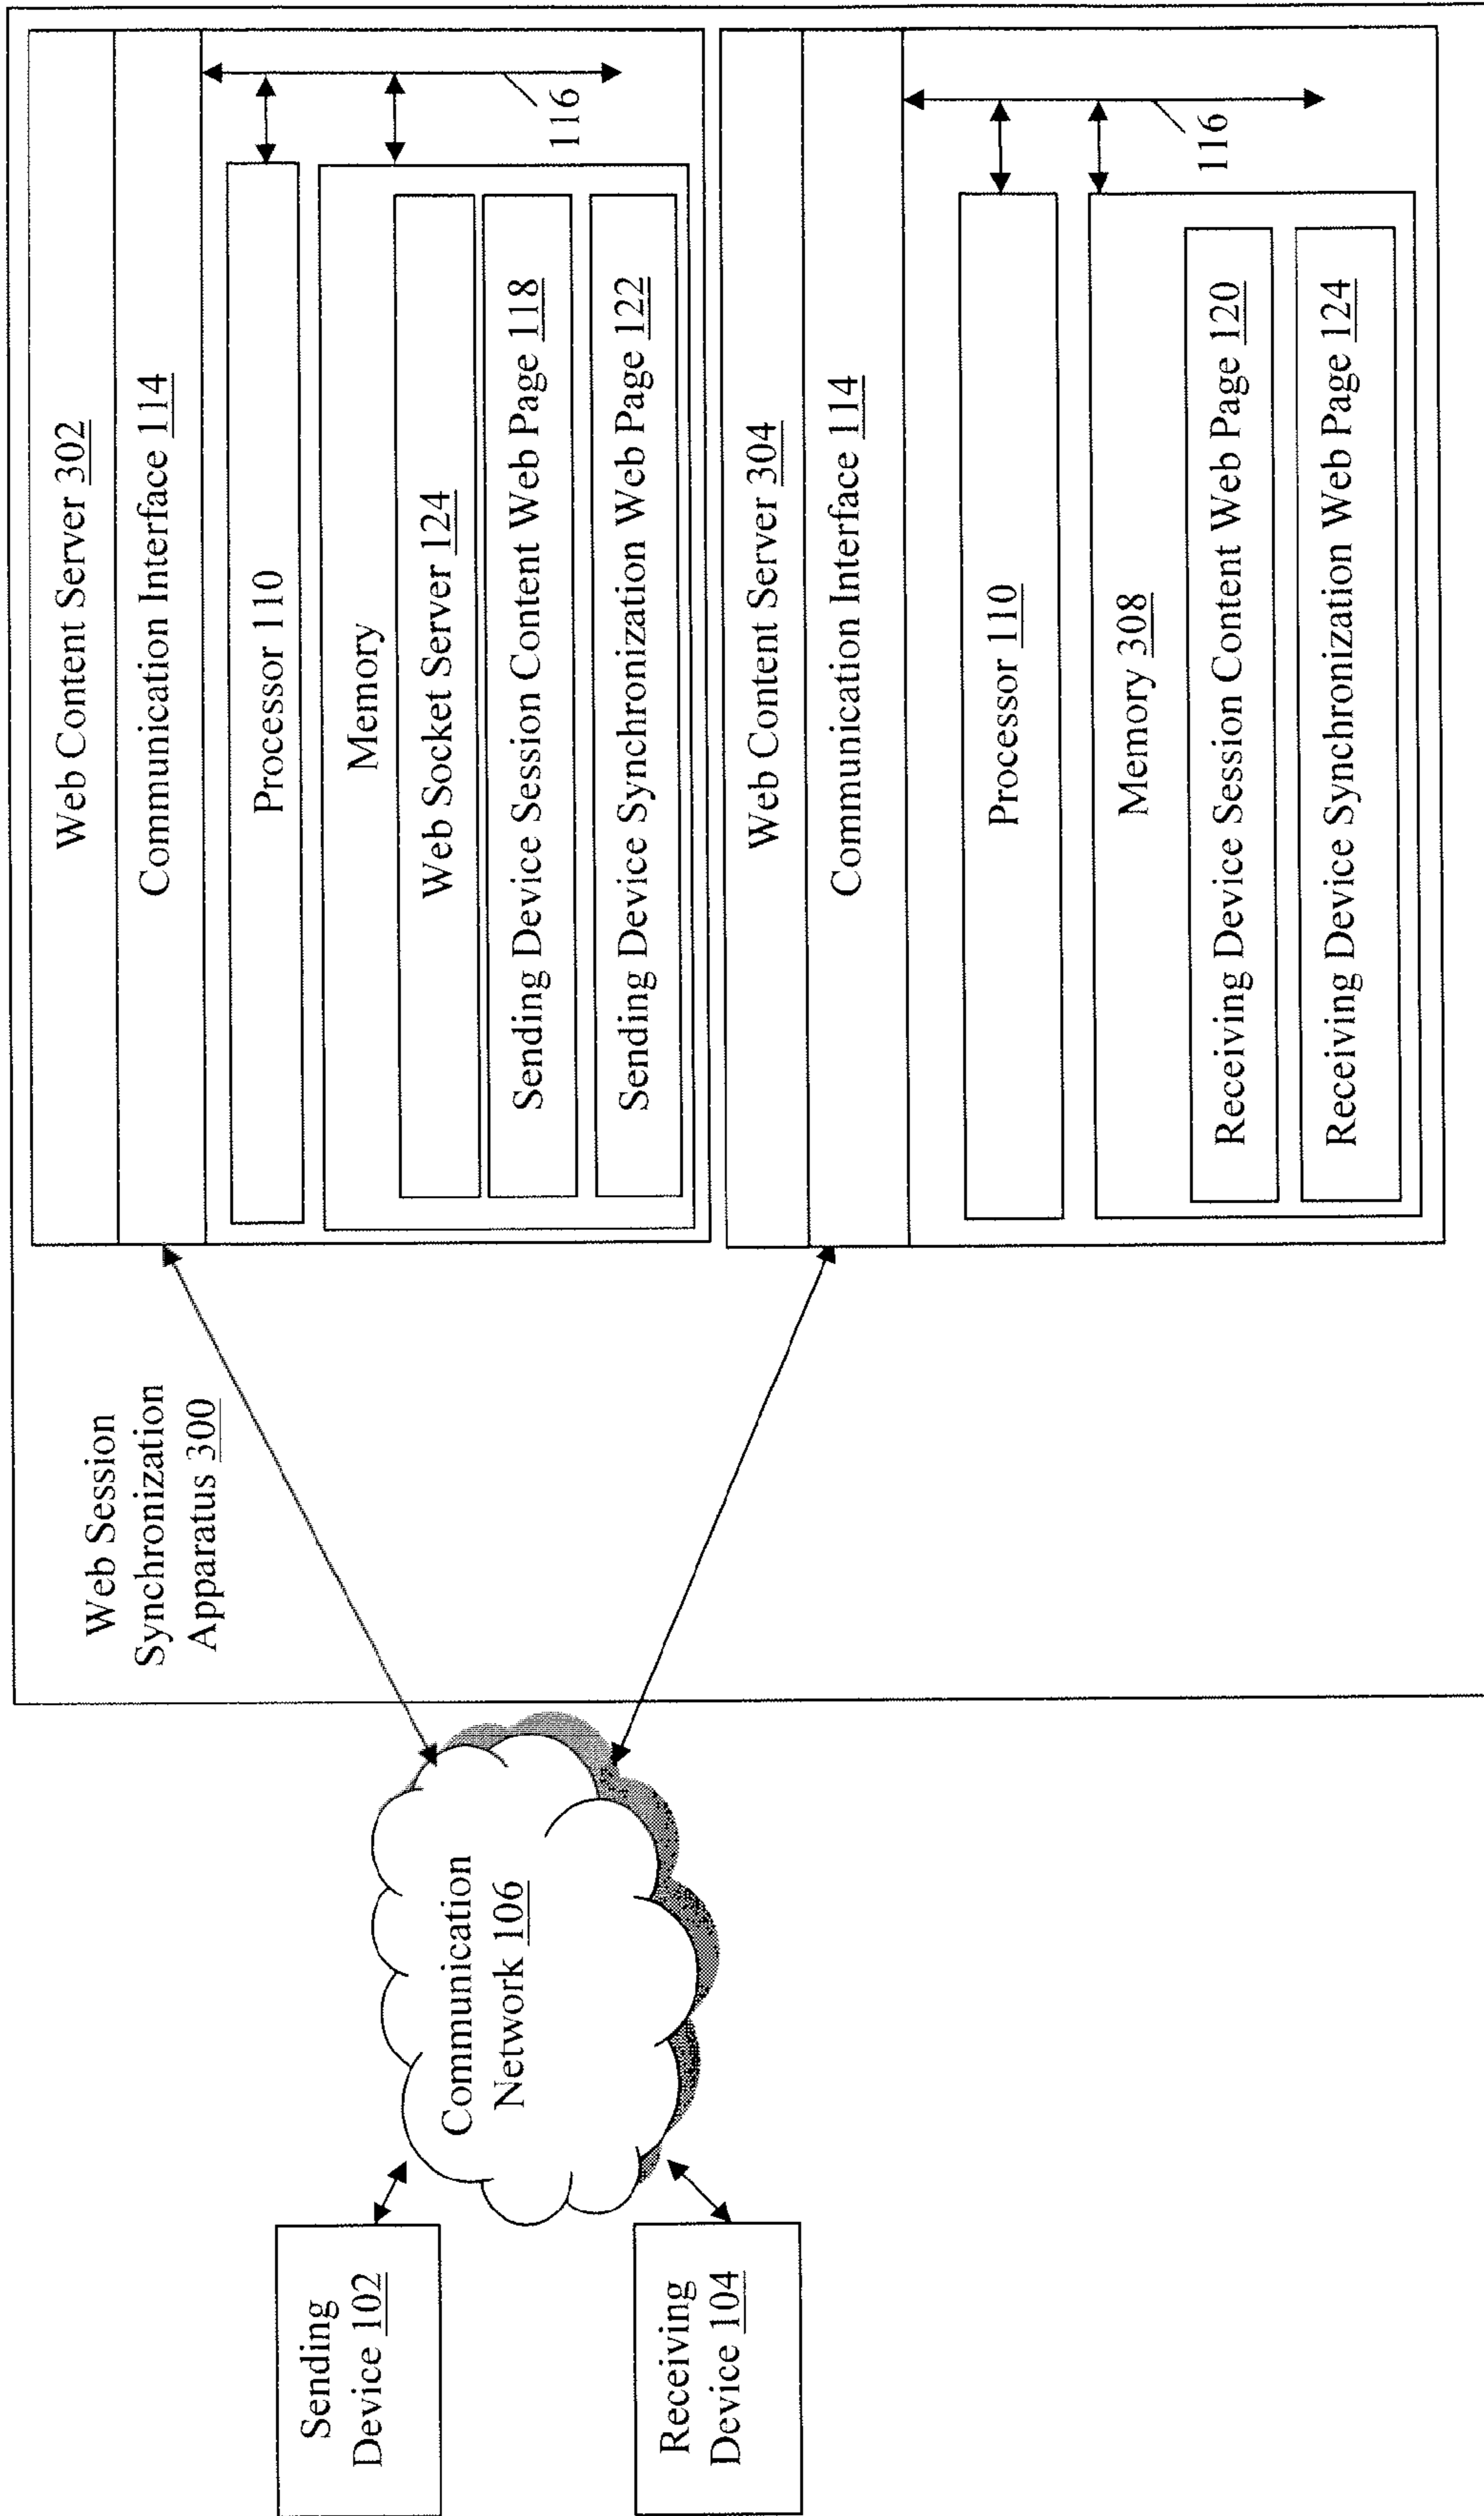 Sending
Device 102
Receiving
Device 104
Communication
Network 106
Web Session
Synchronization
Apparatus 300
Web Content Server 302
Communication Interface 114
Processor 110
Memory
Web Socket Server 124
Sending Device Session Content Web Page 118
Sending Device Synchronization Web Page 122
116
Web Content Server 304
Communication Interface 114
Processor 110
Memory 308
Receiving Device Session Content Web Page 120
Receiving Device Synchronization Web Page 124
116